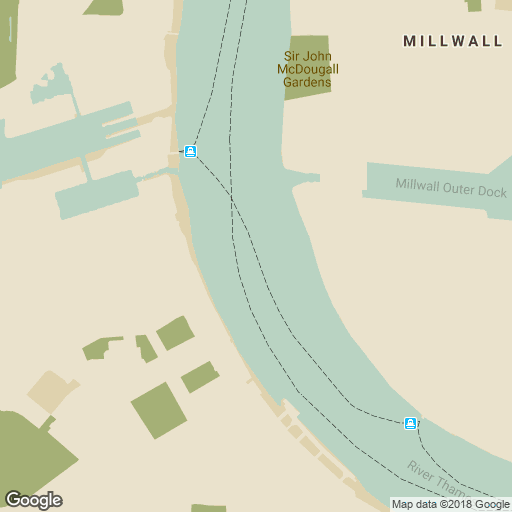 MILLWALL
Sir John
McDougall
Gardens
Millwall Outer Dock
River Tham
Google
Map data ©2018 Google